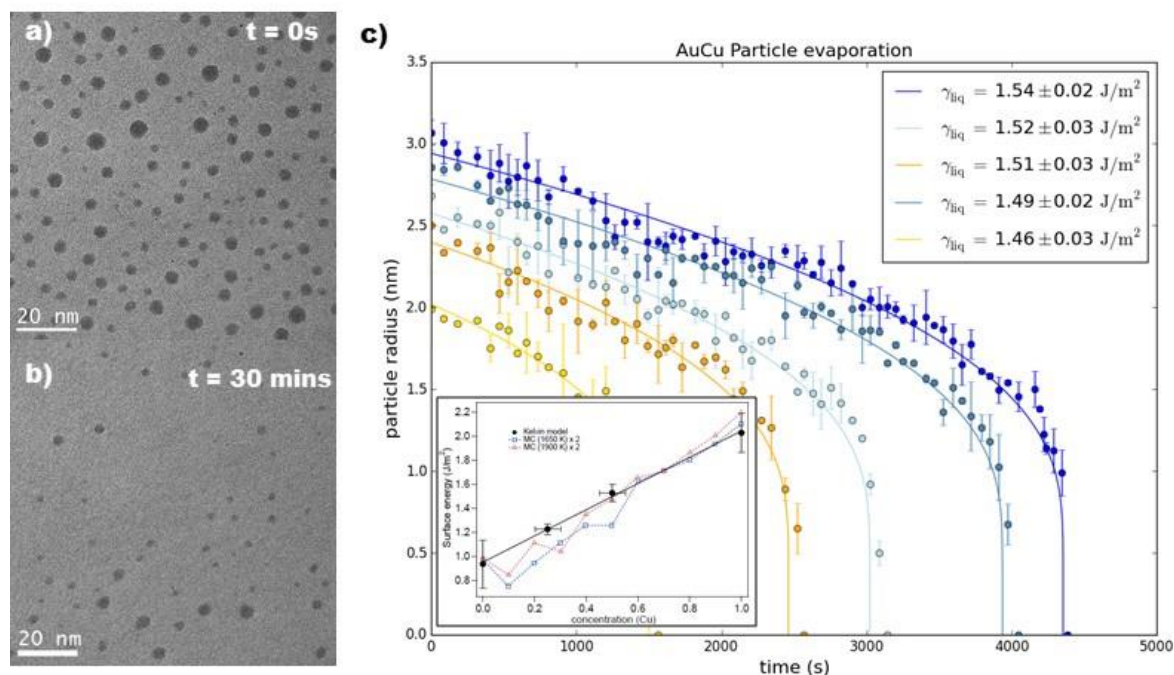 a)
t = 0s
20 nm
b)
t = 30 mins
20 nm
c)
AuCu Particle evaporation
3.5
3.0
2.5
2.0
1.5
1.0
0.5
0.0
particle radius (nm)
0
1000
2000
3000
4000
5000
time (s)
γliq = 1.54 ± 0.02 J/m²
γliq = 1.52 ± 0.03 J/m²
γliq = 1.51 ± 0.03 J/m²
γliq = 1.49 ± 0.02 J/m²
γliq = 1.46 ± 0.03 J/m²
2.2
2.0
1.8
1.6
1.4
1.2
1.0
0.8
Surface energy (J/m²)
Kelvin model
MC (1650 K) x 2
MC (1900 K) x 2
0.0
0.2
0.4
0.6
0.8
1.0
concentration (Cu)